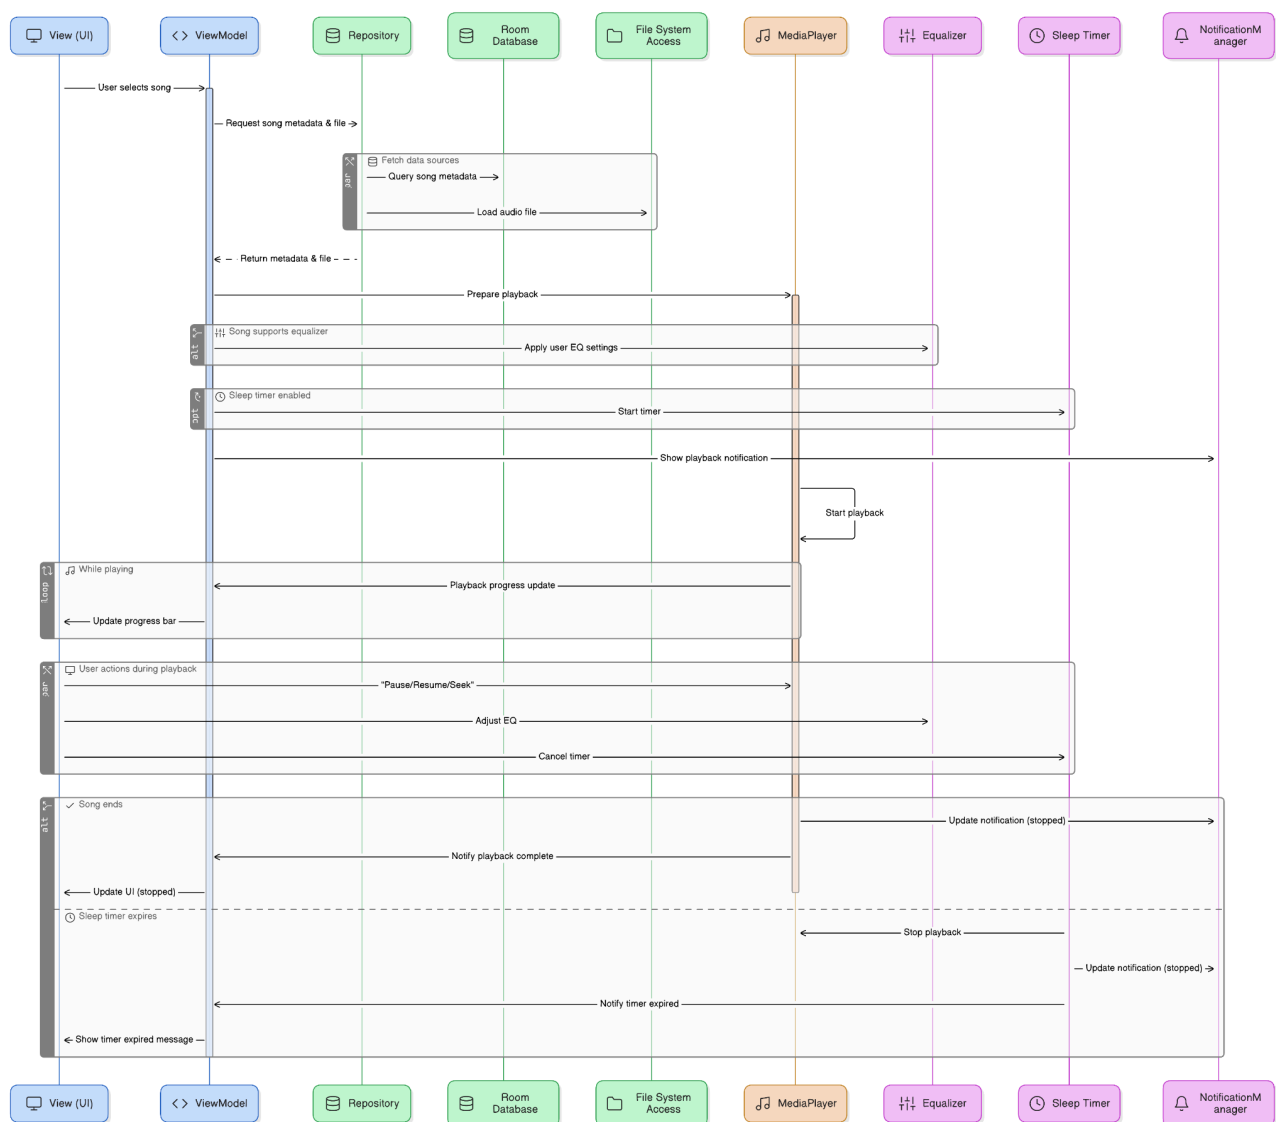 View (UI)
ViewModel
Repository
Room
Database
File System
Access
MediaPlayer
Equalizer
Sleep Timer
NotificationM
anager
User selects song
Request song metadata & file
par
Fetch data sources
Query song metadata
Load audio file
Return metadata & file
Prepare playback
alt
Song supports equalizer
Apply user EQ settings
opt
Sleep timer enabled
Start timer
Show playback notification
Start playback
loop
While playing
Playback progress update
Update progress bar
par
User actions during playback
"Pause/Resume/Seek"
Adjust EQ
Cancel timer
alt
Song ends
Update notification (stopped)
Notify playback complete
Update UI (stopped)
Sleep timer expires
Stop playback
Update notification (stopped)
Notify timer expired
Show timer expired message
View (UI)
ViewModel
Repository
Room
Database
File System
Access
MediaPlayer
Equalizer
Sleep Timer
NotificationM
anager